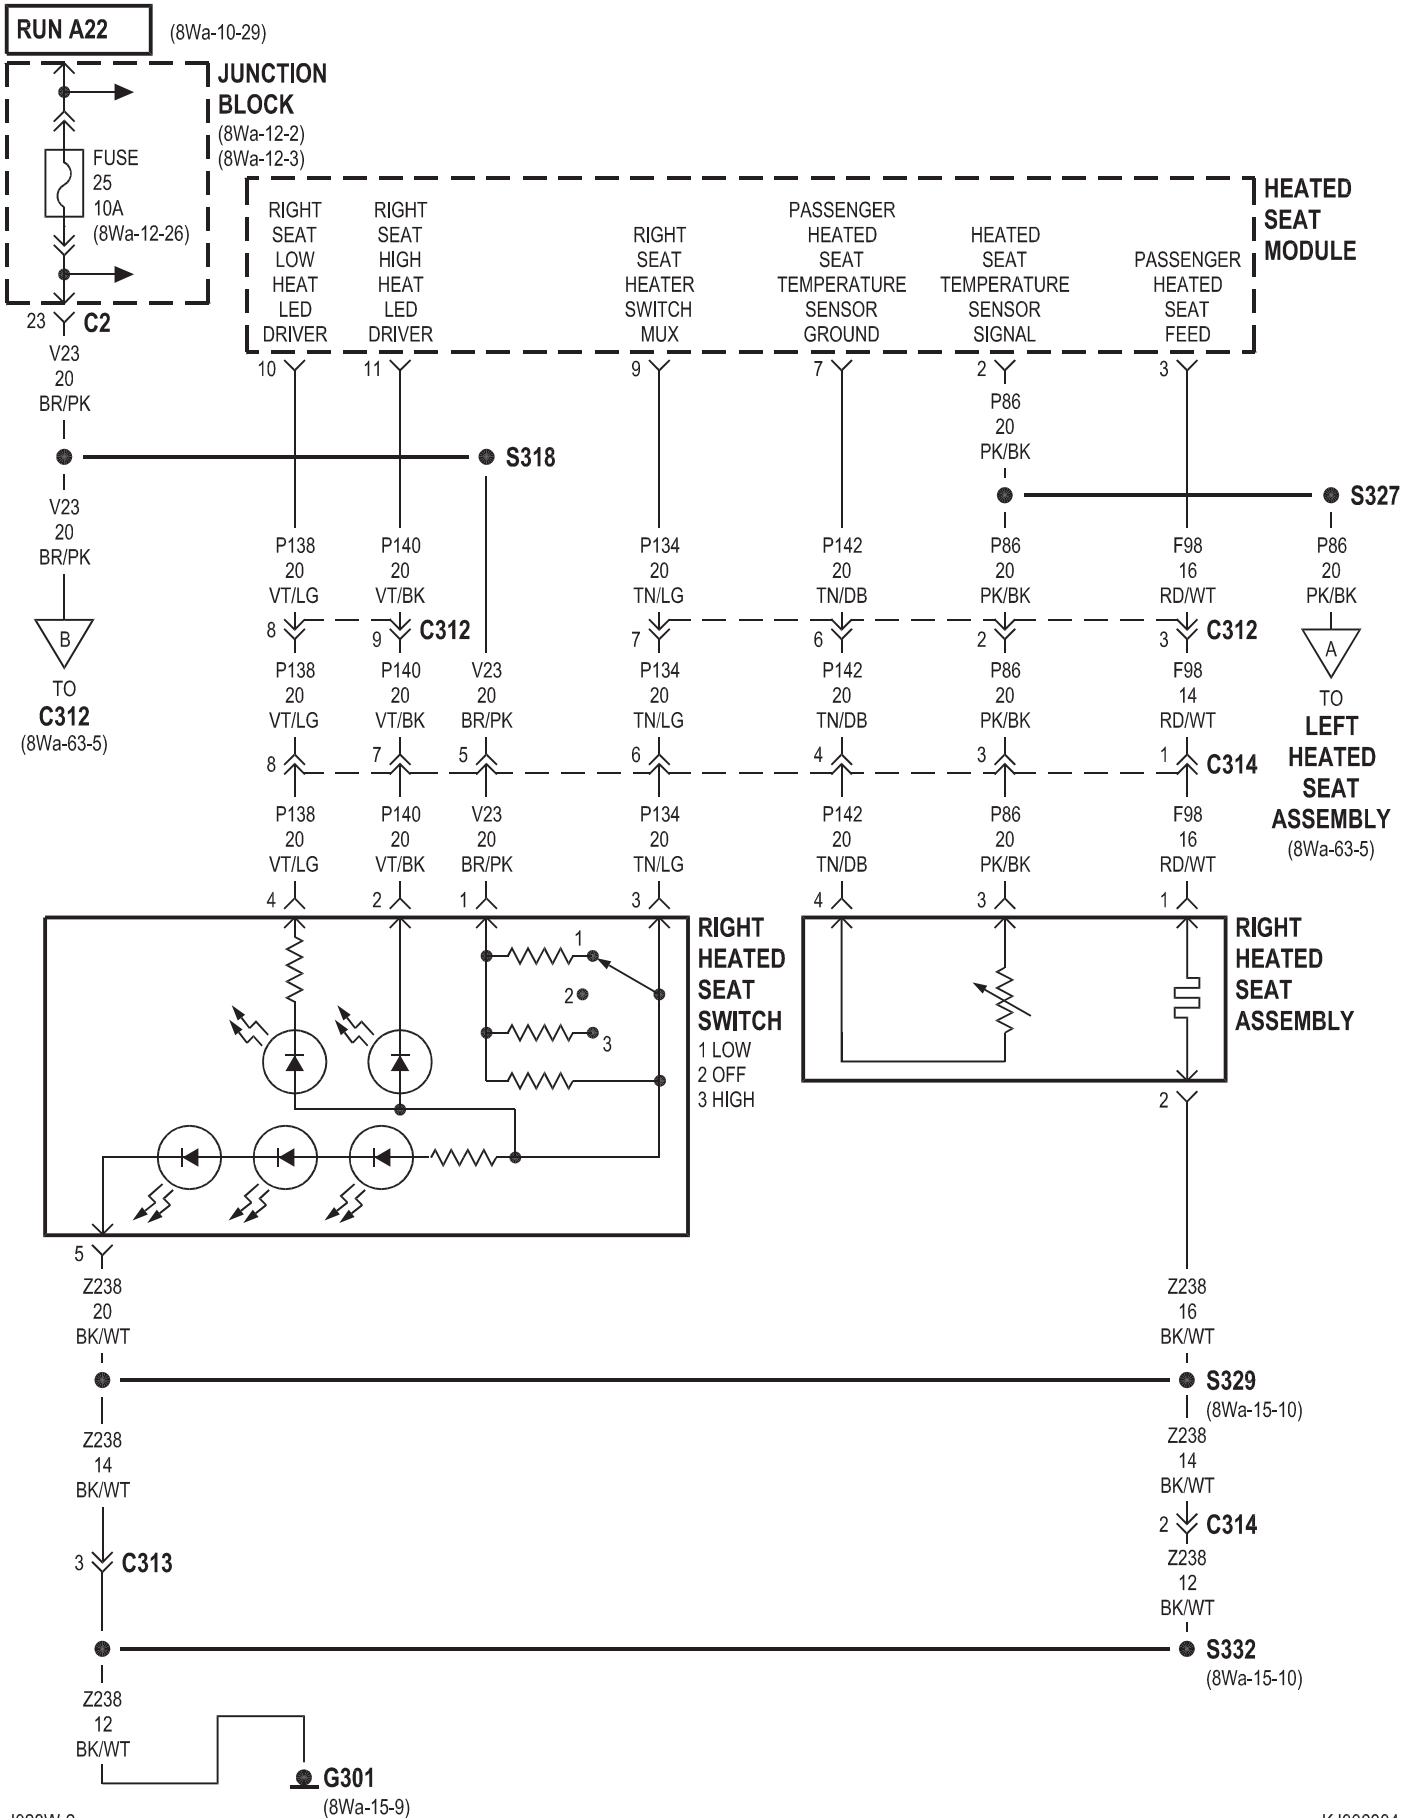 RUN A22
(8Wa-10-29)
JUNCTION
BLOCK
(8Wa-12-2)
(8Wa-12-3)
FUSE
25
10A
(8Wa-12-26)
HEATED
SEAT
MODULE
RIGHT
SEAT
LOW
HEAT
LED
DRIVER
RIGHT
SEAT
HIGH
HEAT
LED
DRIVER
RIGHT
SEAT
HEATER
SWITCH
MUX
PASSENGER
HEATED
SEAT
TEMPERATURE
SENSOR
GROUND
HEATED
SEAT
TEMPERATURE
SENSOR
SIGNAL
PASSENGER
HEATED
SEAT
FEED
23 C2
10 11 9 7 2 3
V23
20
BR/PK
P86
20
PK/BK
S318
S327
V23
20
BR/PK
P138
20
VT/LG
P140
20
VT/BK
P134
20
TN/LG
P142
20
TN/DB
P86
20
PK/BK
F98
16
RD/WT
P86
20
PK/BK
8 9 C312 7 6 2 3 C312
B
TO
C312
(8Wa-63-5)
A
TO
LEFT
HEATED
SEAT
ASSEMBLY
(8Wa-63-5)
P138
20
VT/LG
P140
20
VT/BK
V23
20
BR/PK
P134
20
TN/LG
P142
20
TN/DB
P86
20
PK/BK
F98
14
RD/WT
8 7 5 6 4 3 1 C314
P138
20
VT/LG
P140
20
VT/BK
V23
20
BR/PK
P134
20
TN/LG
P142
20
TN/DB
P86
20
PK/BK
F98
16
RD/WT
4 2 1 3 4 3 1
RIGHT
HEATED
SEAT
SWITCH
1 LOW
2 OFF
3 HIGH
1
2
3
RIGHT
HEATED
SEAT
ASSEMBLY
2
5
Z238
20
BK/WT
Z238
16
BK/WT
S329
(8Wa-15-10)
Z238
14
BK/WT
Z238
14
BK/WT
2 C314
3 C313
Z238
12
BK/WT
S332
(8Wa-15-10)
Z238
12
BK/WT
G301
(8Wa-15-9)